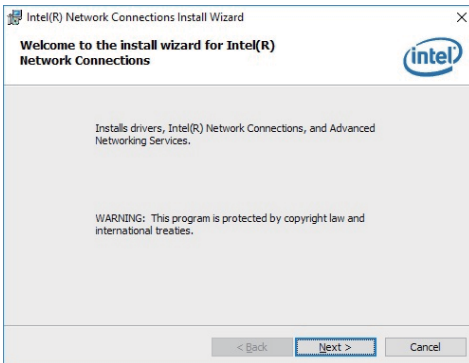 Intel(R) Network Connections Install Wizard
Welcome to the install wizard for Intel(R)
Network Connections
intel
Installs drivers, Intel(R) Network Connections, and Advanced
Networking Services.
WARNING:  This program is protected by copyright law and
international treaties.
< Back
Next >
Cancel